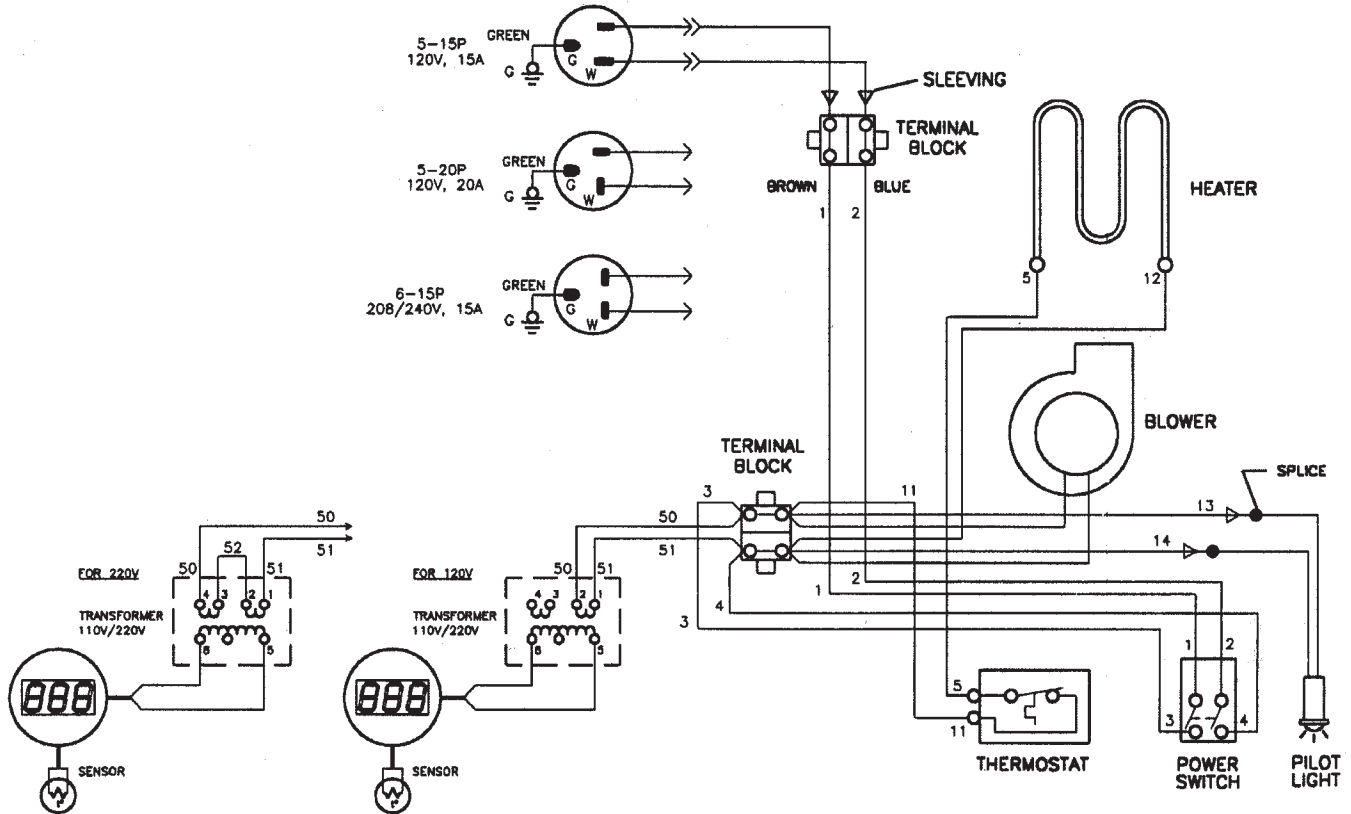 5-15P
120V, 15A
GREEN
G
G
W
SLEEVING
TERMINAL
BLOCK
BROWN
BLUE
1
2
5-20P
120V, 20A
GREEN
G
G
W
HEATER
5
12
6-15P
208/240V, 15A
GREEN
G
G
W
BLOWER
TERMINAL
BLOCK
SPLICE
3
11
13
50
51
14
50
51
52
50
51
FOR 220V
4 3 2 1
TRANSFORMER
110V/220V
6
5
50
51
FOR 120V
4 3 2 1
TRANSFORMER
110V/220V
6
5
1
2
4
3
1
2
888
SENSOR
888
SENSOR
5
11
THERMOSTAT
3
4
POWER
SWITCH
PILOT
LIGHT